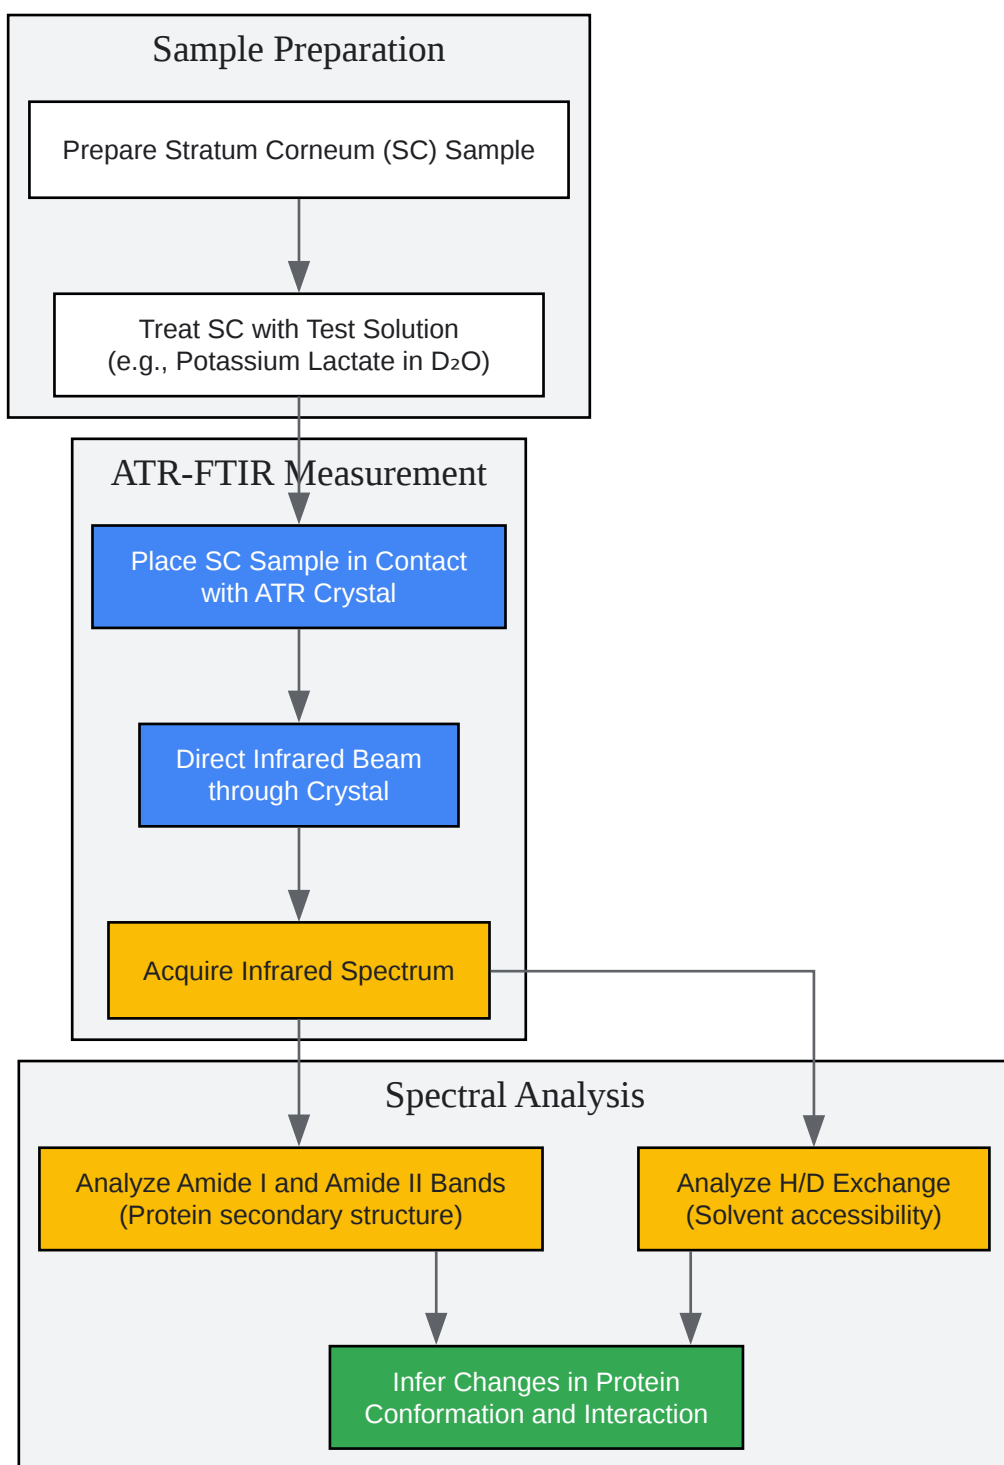 Sample Preparation
Prepare Stratum Corneum (SC) Sample
Treat SC with Test Solution
(e.g., Potassium Lactate in D₂O)
ATR-FTIR Measurement
Place SC Sample in Contact
with ATR Crystal
Direct Infrared Beam
through Crystal
Acquire Infrared Spectrum
Spectral Analysis
Analyze Amide I and Amide II Bands
(Protein secondary structure)
Analyze H/D Exchange
(Solvent accessibility)
Infer Changes in Protein
Conformation and Interaction